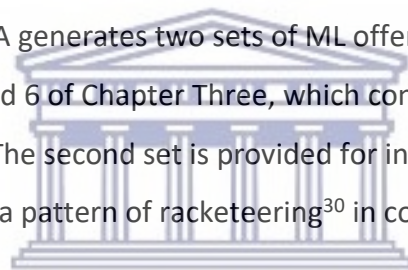 A generates two sets of ML offe
d 6 of Chapter Three, which con
The second set is provided for in
a pattern of racketeering30 in co